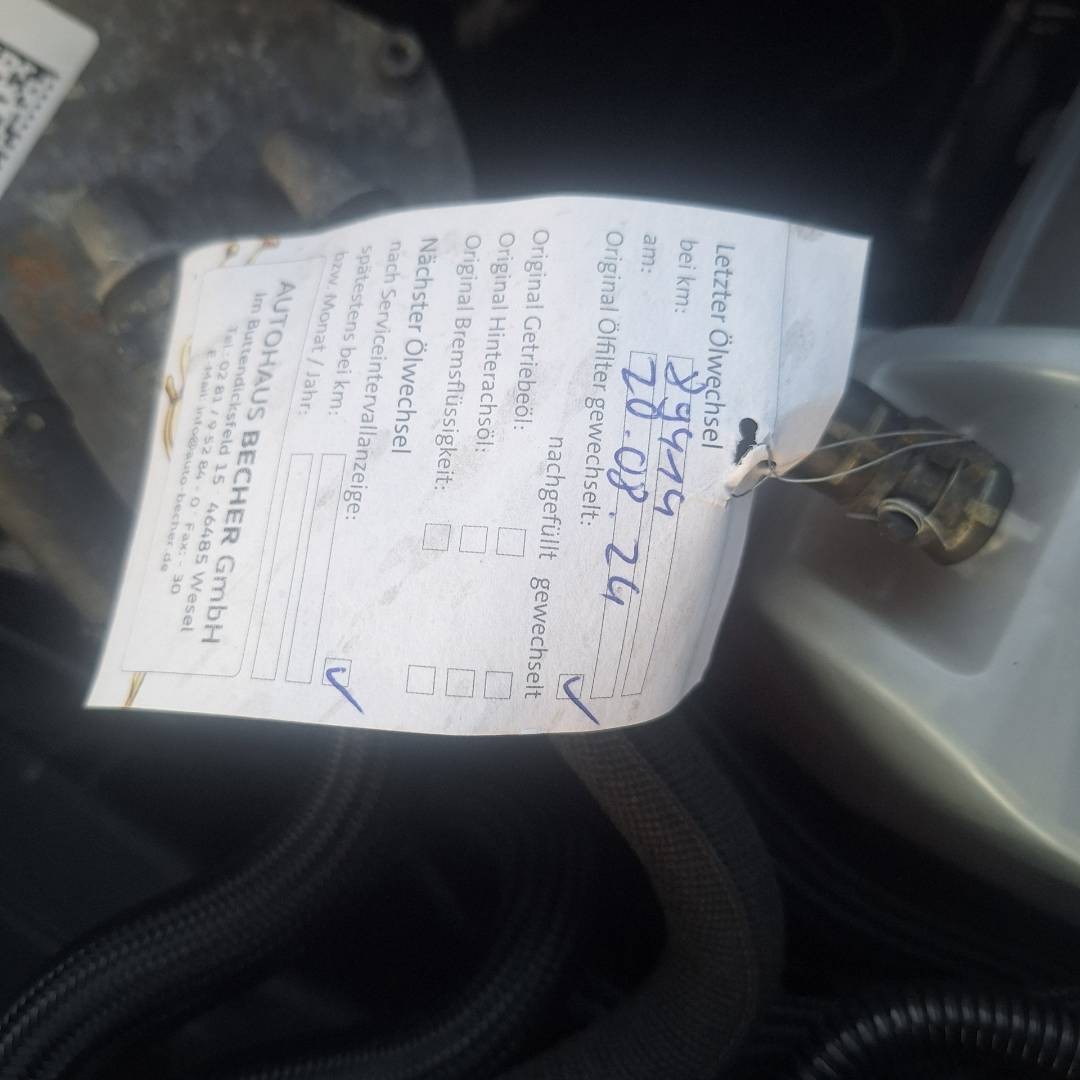 Letzter Ölwechsel
bei km:
am: 20.08.24
Original Ölfilter gewechselt: ✓
nachgefüllt gewechselt
Original Getriebeöl: ☐ ☐
Original Hinterachsöl: ☐ ☐
Original Bremsflüssigkeit: ☐ ☐
Nächster Ölwechsel
nach Serviceintervallanzeige: ✓
spätestens bei km:
bzw. Monat / Jahr:
AUTOHAUS BECHER GmbH
Im Buttendicksfeld 15 46485 Wesel
Tel.: 02 81 / 9 52 84 - 0 Fax: - 30
E-Mail: info@auto-becher.de